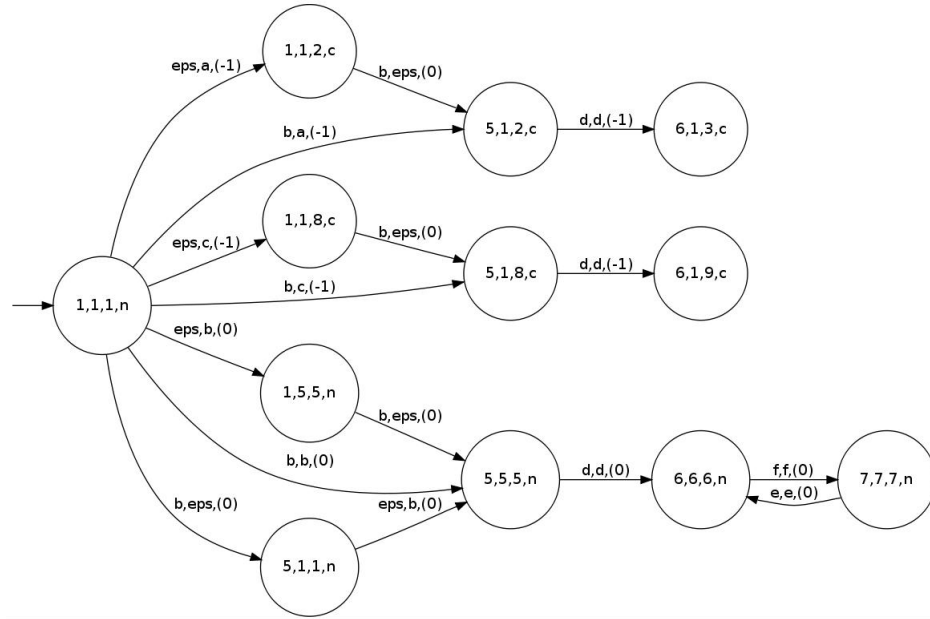 1,1,2,c
eps,a,(-1)
b,eps,(0)
b,a,(-1)
5,1,2,c
d,d,(-1)
6,1,3,c
1,1,8,c
eps,c,(-1)
b,eps,(0)
b,c,(-1)
5,1,8,c
d,d,(-1)
6,1,9,c
1,1,1,n
eps,b,(0)
1,5,5,n
b,eps,(0)
b,b,(0)
5,5,5,n
d,d,(0)
6,6,6,n
f,f,(0)
e,e,(0)
7,7,7,n
b,eps,(0)
eps,b,(0)
5,1,1,n